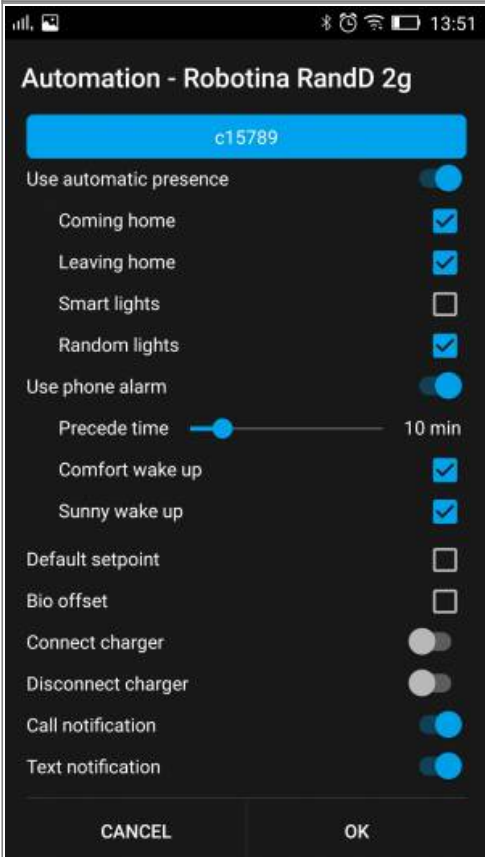 13:51
Automation - Robotina RandD 2g
c15789
Use automatic presence
Coming home
Leaving home
Smart lights
Random lights
Use phone alarm
Precede time 10 min
Comfort wake up
Sunny wake up
Default setpoint
Bio offset
Connect charger
Disconnect charger
Call notification
Text notification
CANCEL OK